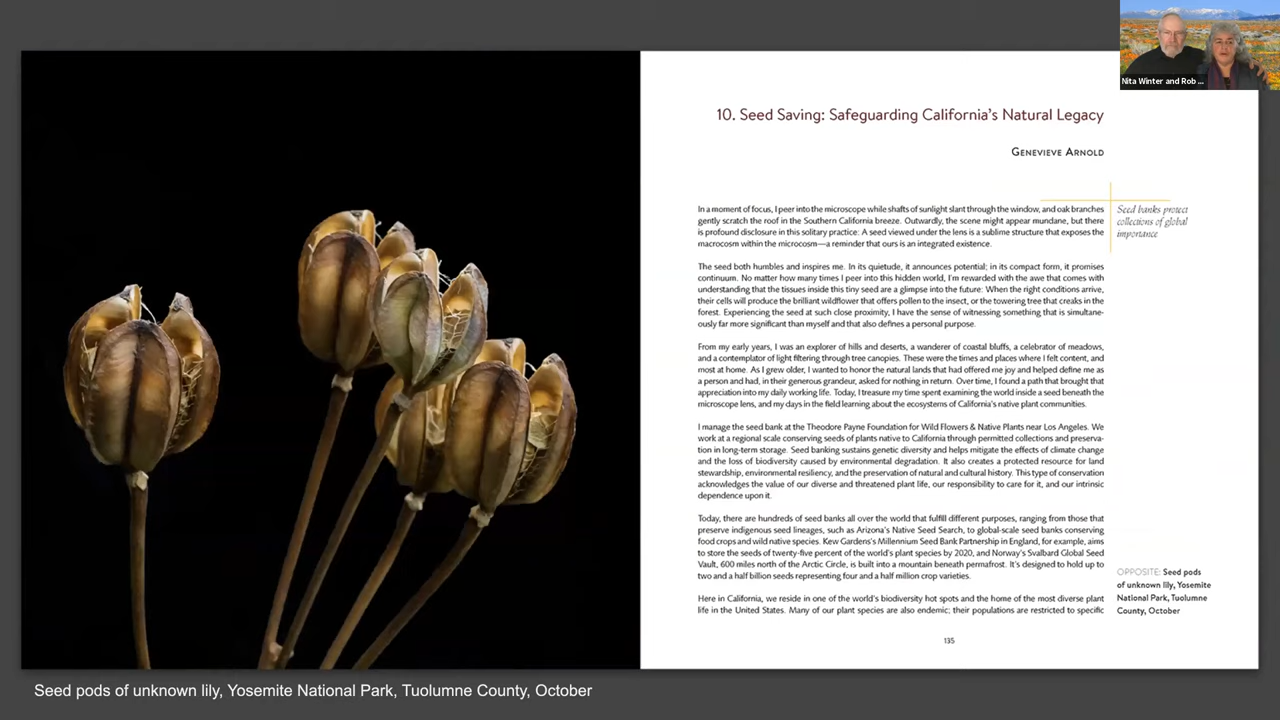 Nita Winter and Rob ...
10. Seed Saving: Safeguarding California's Natural Legacy
Genevieve Arnold
Seed banks protect
collections of global
importance
In a moment of focus, I peer into the microscope while shafts of sunlight slant through the window, and oak branches
gently scratch the roof in the Southern California breeze. Outwardly, the scene might appear mundane, but there
is profound disclosure in this solitary practice: A seed viewed under the lens is a sublime structure that exposes the
macrocosm within the microcosm—a reminder that ours is an integrated existence.
The seed both humbles and inspires me. In its quietude, it announces potential; in its compact form, it promises
continuum. No matter how many times I peer into this hidden world, I'm rewarded with the awe that comes with
understanding that the tissues inside this tiny seed are a glimpse into the future: When the right conditions arrive,
their cells will produce the brilliant wildflower that offers pollen to the insect, or the towering tree that creaks in the
forest. Experiencing the seed at such close proximity, I have the sense of witnessing something that is simultane-
ously far more significant than myself and that also defines a personal purpose.
From my early years, I was an explorer of hills and deserts, a wanderer of coastal bluffs, a celebrator of meadows,
and a contemplator of light filtering through tree canopies. These were the times and places where I felt content, and
most at home. As I grew older, I wanted to honor the natural lands that had offered me joy and helped define me as
a person and had, in their generous grandeur, asked for nothing in return. Over time, I found a path that brought that
appreciation into my daily working life. Today, I treasure my time spent examining the world inside a seed beneath the
microscope lens, and my days in the field learning about the ecosystems of California's native plant communities.
I manage the seed bank at the Theodore Payne Foundation for Wild Flowers & Native Plants near Los Angeles. We
work at a regional scale conserving seeds of plants native to California through permitted collections and preserva-
tion in long-term storage. Seed banking sustains genetic diversity and helps mitigate the effects of climate change
and the loss of biodiversity caused by environmental degradation. It also creates a protected resource for land
stewardship, environmental resiliency, and the preservation of natural and cultural history. This type of conservation
acknowledges the value of our diverse and threatened plant life, our responsibility to care for it, and our intrinsic
dependence upon it.
Today, there are hundreds of seed banks all over the world that fulfill different purposes, ranging from those that
preserve indigenous seed lineages, such as Arizona's Native Seed Search, to global-scale seed banks conserving
food crops and wild native species. Kew Gardens's Millennium Seed Bank Partnership in England, for example, aims
to store the seeds of twenty-five percent of the world's plant species by 2020, and Norway's Svalbard Global Seed
Vault, 600 miles north of the Arctic Circle, is built into a mountain beneath permafrost. It's designed to hold up to
two and a half billion seeds representing four and a half million crop varieties.
Here in California, we reside in one of the world's biodiversity hot spots and the home of the most diverse plant
life in the United States. Many of our plant species are also endemic; their populations are restricted to specific
OPPOSITE: Seed pods
of unknown lily, Yosemite
National Park, Tuolumne
County, October
135
Seed pods of unknown lily, Yosemite National Park, Tuolumne County, October